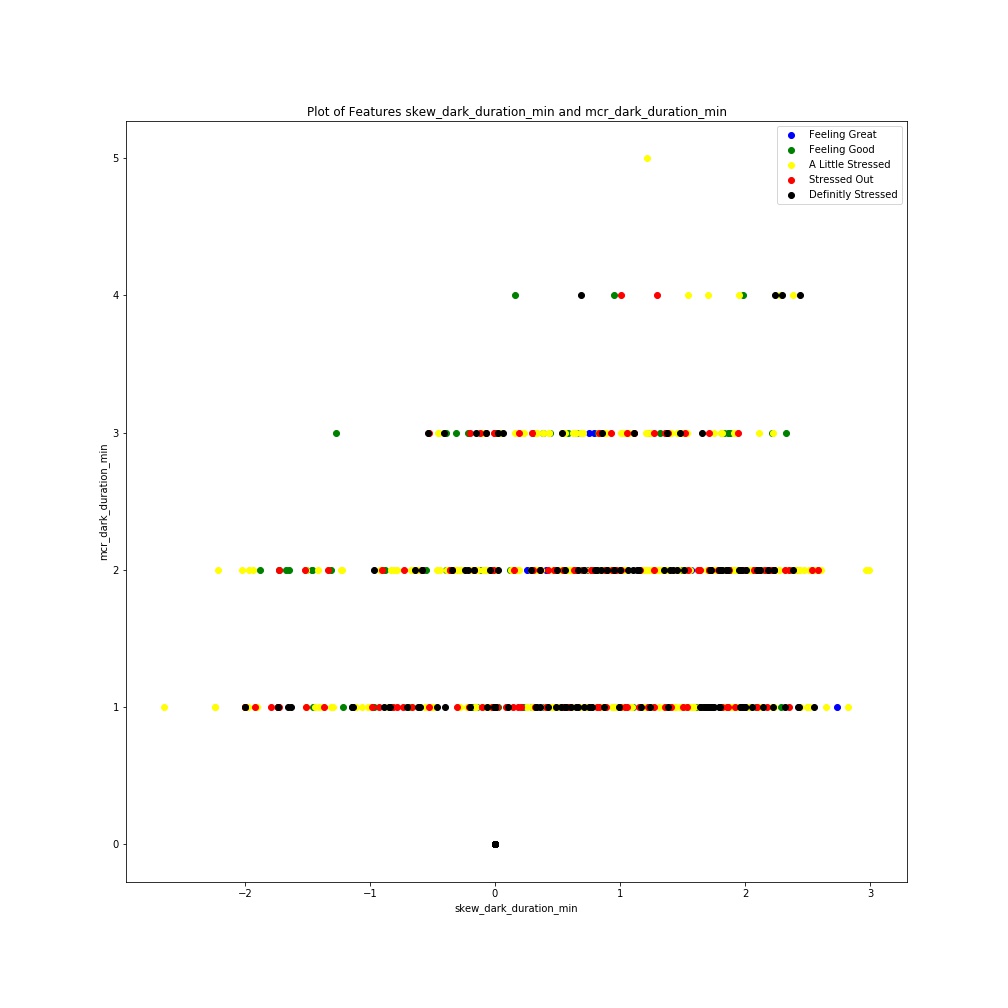 Plot of Features skew_dark_duration_min and mcr_dark_duration_min
Feeling Great
Feeling Good
A Little Stressed
Stressed Out
Definitly Stressed
5
4
3
2
1
0
mcr_dark_duration_min
−2
−1
0
1
2
3
skew_dark_duration_min